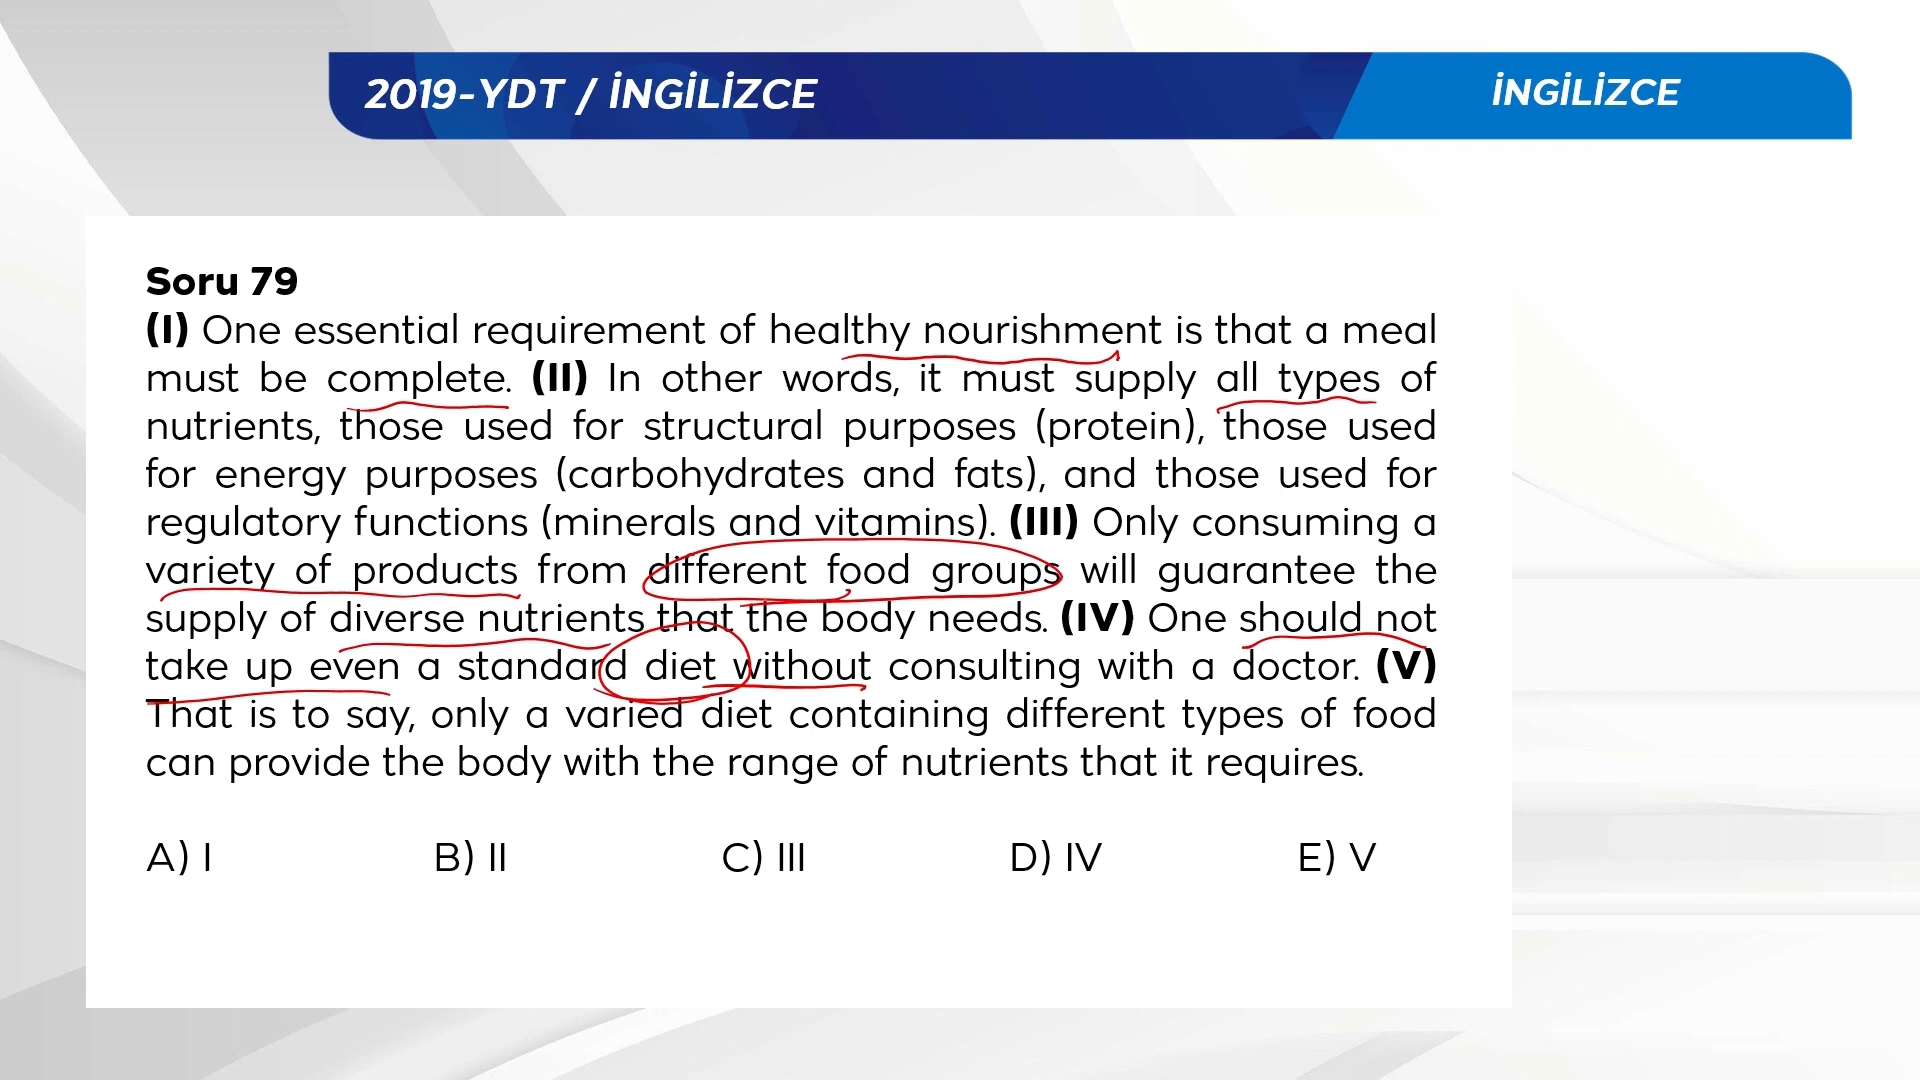 2019-YDT / İNGİLİZCE
İNGİLİZCE
Soru 79
(I) One essential requirement of healthy nourishment is that a meal
must be complete. (II) In other words, it must supply all types of
nutrients, those used for structural purposes (protein), those used
for energy purposes (carbohydrates and fats), and those used for
regulatory functions (minerals and vitamins). (III) Only consuming a
variety of products from different food groups will guarantee the
supply of diverse nutrients that the body needs. (IV) One should not
take up even a standard diet without consulting with a doctor. (V)
That is to say, only a varied diet containing different types of food
can provide the body with the range of nutrients that it requires.
A) I B) II C) III D) IV E) V